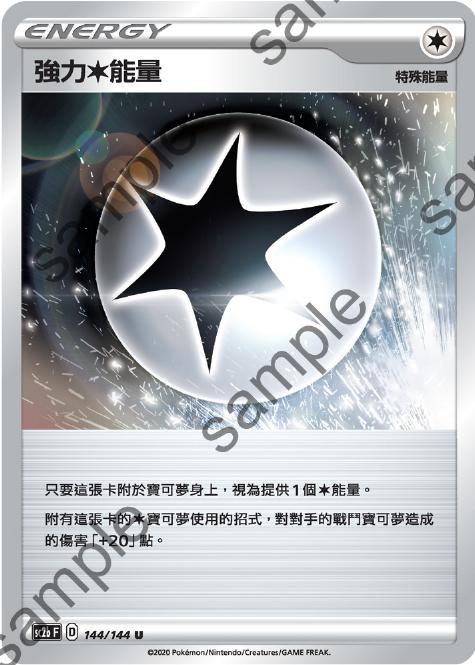 ENERGY
強力✶能量
特殊能量
只要這張卡附於寶可夢身上，視為提供1個✶能量。
附有這張卡的✶寶可夢使用的招式，對對手的戰鬥寶可夢造成
的傷害「+20」點。
sc2b F D 144/144 U
©2020 Pokémon/Nintendo/Creatures/GAME FREAK.
sample
sample
sample
sample
sample
sample